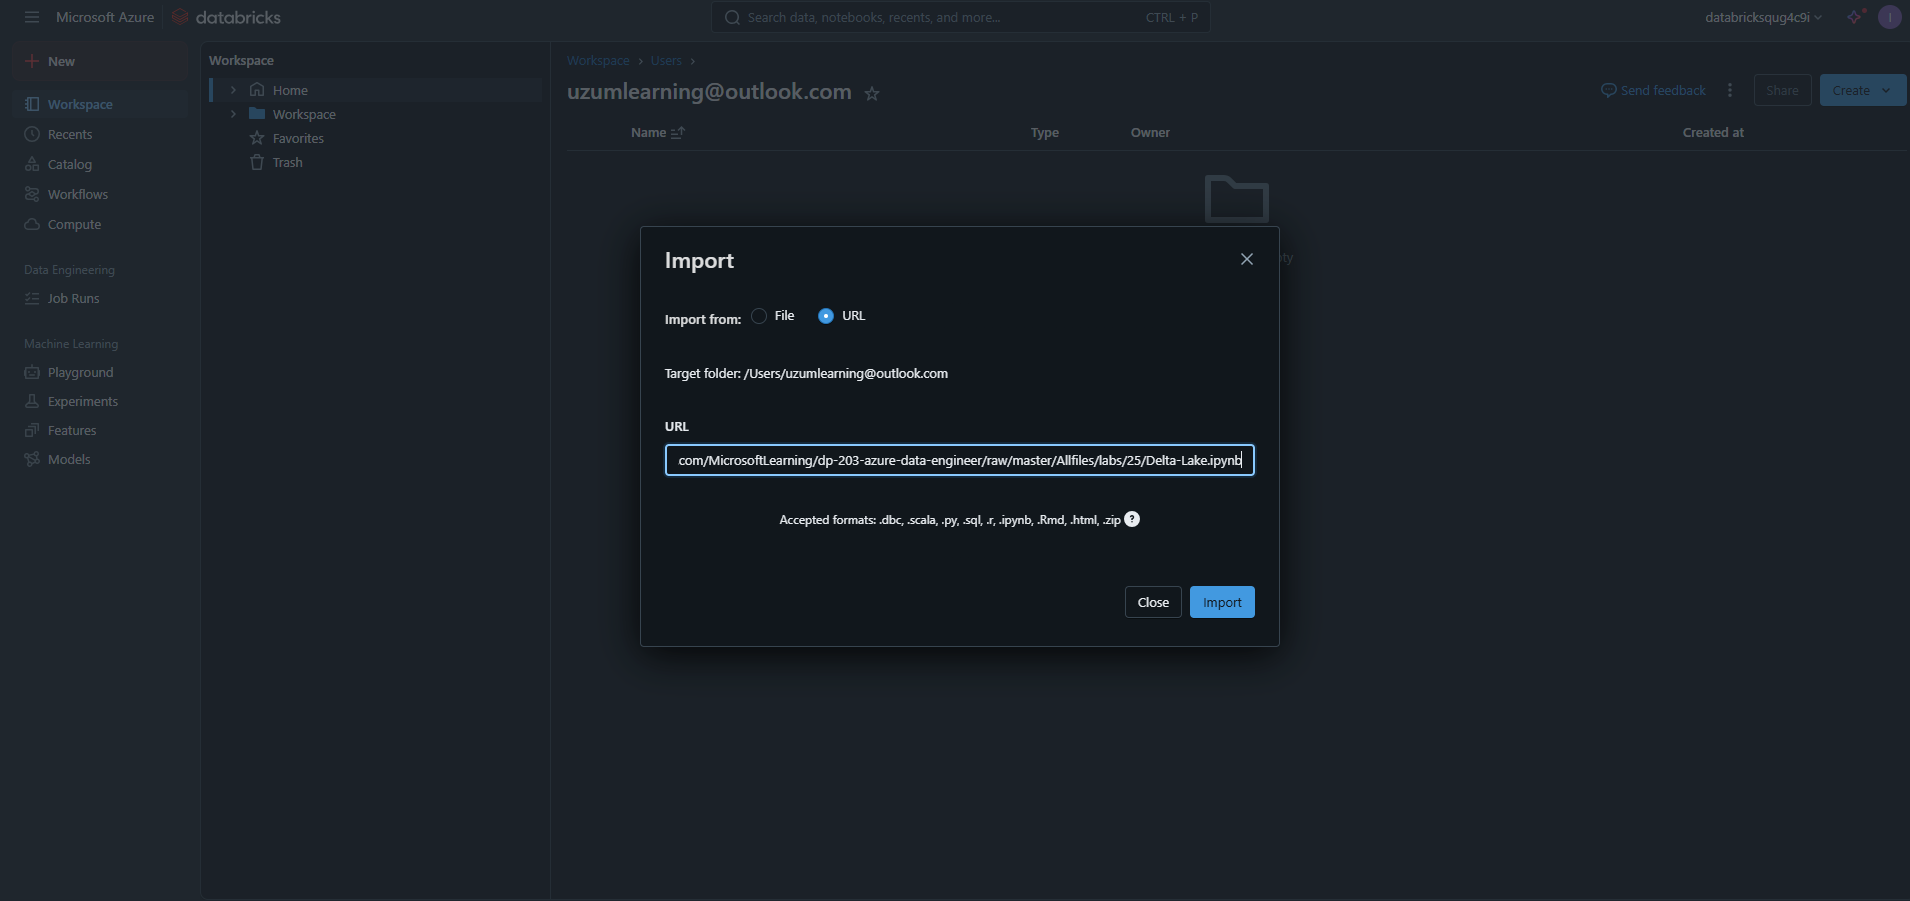 Microsoft Azure databricks
Search data, notebooks, recents, and more... CTRL + P
databricksqug4c9i
I
New
Workspace
Recents
Catalog
Workflows
Compute
Data Engineering
Job Runs
Machine Learning
Playground
Experiments
Features
Models
Workspace
Home
Workspace
Favorites
Trash
Workspace > Users >
uzumlearning@outlook.com
Send feedback
Share
Create
Name Type Owner Created at
Import
Import from: File URL
Target folder: /Users/uzumlearning@outlook.com
URL
com/MicrosoftLearning/dp-203-azure-data-engineer/raw/master/Allfiles/labs/25/Delta-Lake.ipynb
Accepted formats: .dbc, .scala, .py, .sql, .r, .ipynb, .Rmd, .html, .zip ?
Close Import